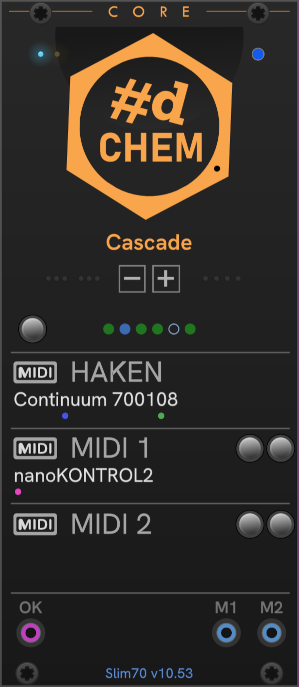 CORE
#d
CHEM
Cascade
− +
MIDI HAKEN
Continuum 700108
MIDI MIDI 1
nanoKONTROL2
MIDI MIDI 2
OK M1 M2
Slim70 v10.53